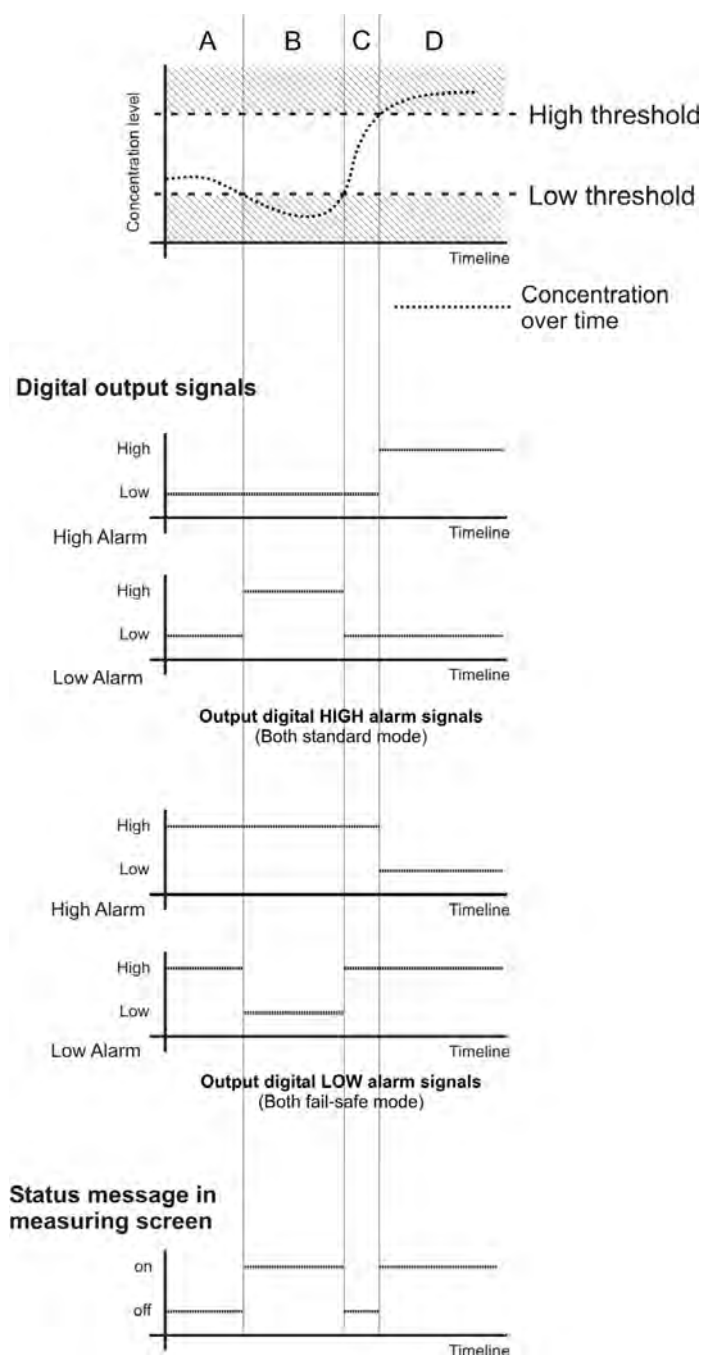 A B C D
Concentration level
High threshold
Low threshold
Timeline
Concentration
over time
Digital output signals
High
Low
High Alarm
Timeline
High
Low
Low Alarm
Timeline
Output digital HIGH alarm signals
(Both standard mode)
High
Low
High Alarm
Timeline
High
Low
Low Alarm
Timeline
Output digital LOW alarm signals
(Both fail-safe mode)
Status message in
measuring screen
on
off
Timeline